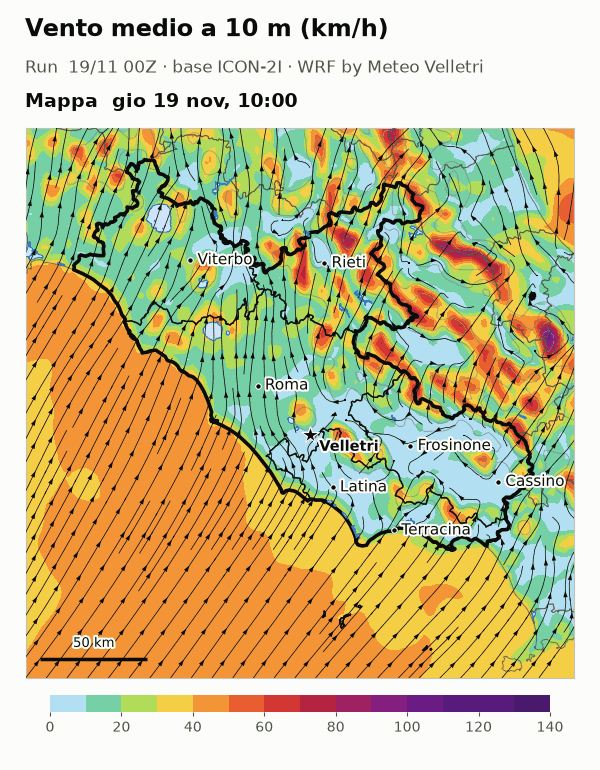 Vento medio a 10 m (km/h)
Run  19/11 00Z · base ICON-2I · WRF by Meteo Velletri
Mappa  gio 19 nov, 10:00
Viterbo
Rieti
Roma
Velletri
Frosinone
Cassino
Latina
Terracina
50 km
0 20 40 60 80 100 120 140